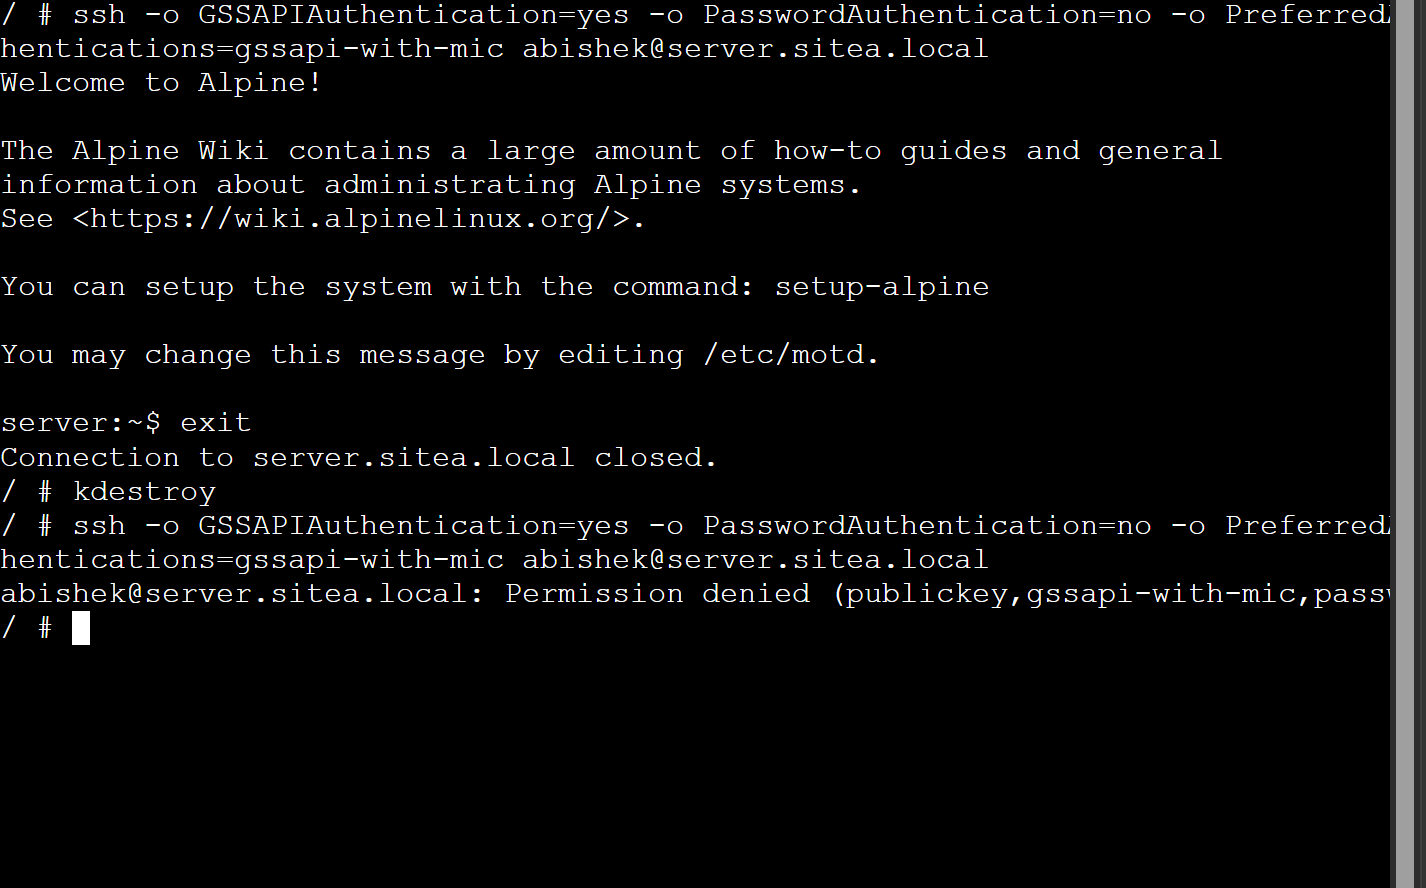 / # ssh -o GSSAPIAuthentication=yes -o PasswordAuthentication=no -o Preferred
hentications=gssapi-with-mic abishek@server.sitea.local
Welcome to Alpine!
The Alpine Wiki contains a large amount of how-to guides and general
information about administrating Alpine systems.
See <https://wiki.alpinelinux.org/>.
You can setup the system with the command: setup-alpine
You may change this message by editing /etc/motd.
server:~$ exit
Connection to server.sitea.local closed.
/ # kdestroy
/ # ssh -o GSSAPIAuthentication=yes -o PasswordAuthentication=no -o Preferred
hentications=gssapi-with-mic abishek@server.sitea.local
abishek@server.sitea.local: Permission denied (publickey,gssapi-with-mic,pass
/ #